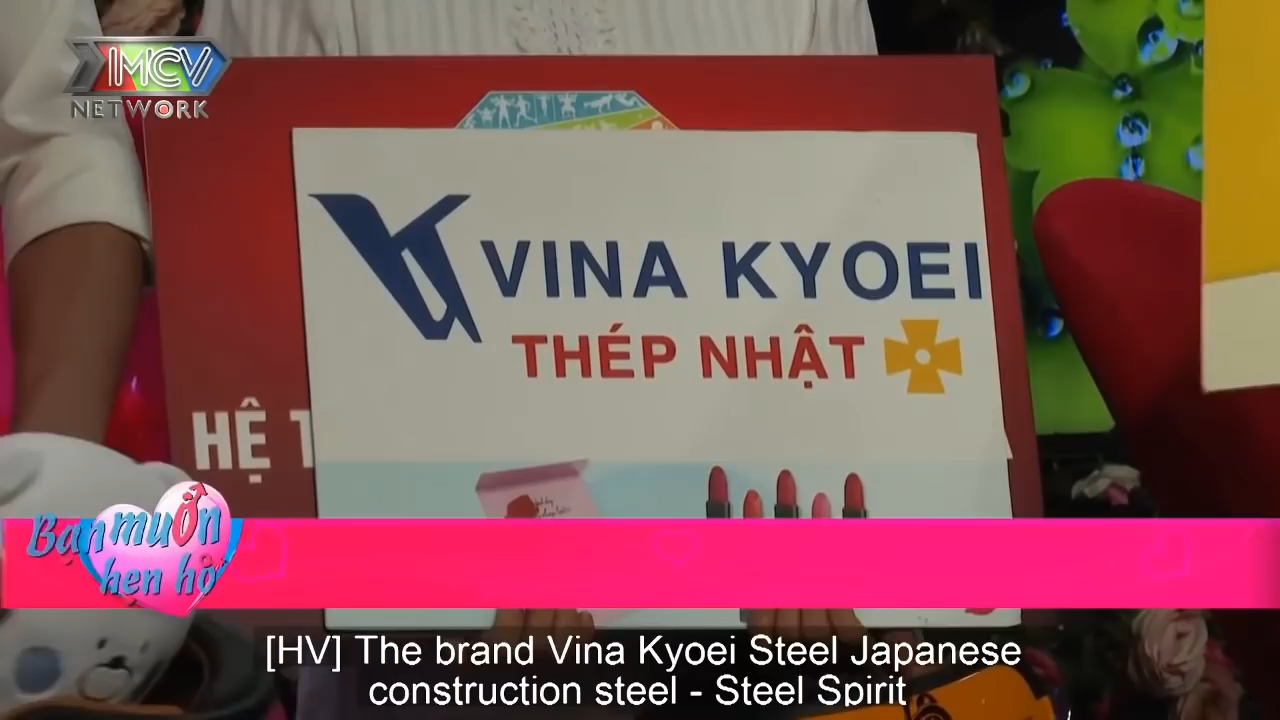 MCV
NETWORK
VINA KYOEI
THÉP NHẬT
HỆ
Bạn muốn
hẹn hò
[HV] The brand Vina Kyoei Steel Japanese
construction steel - Steel Spirit